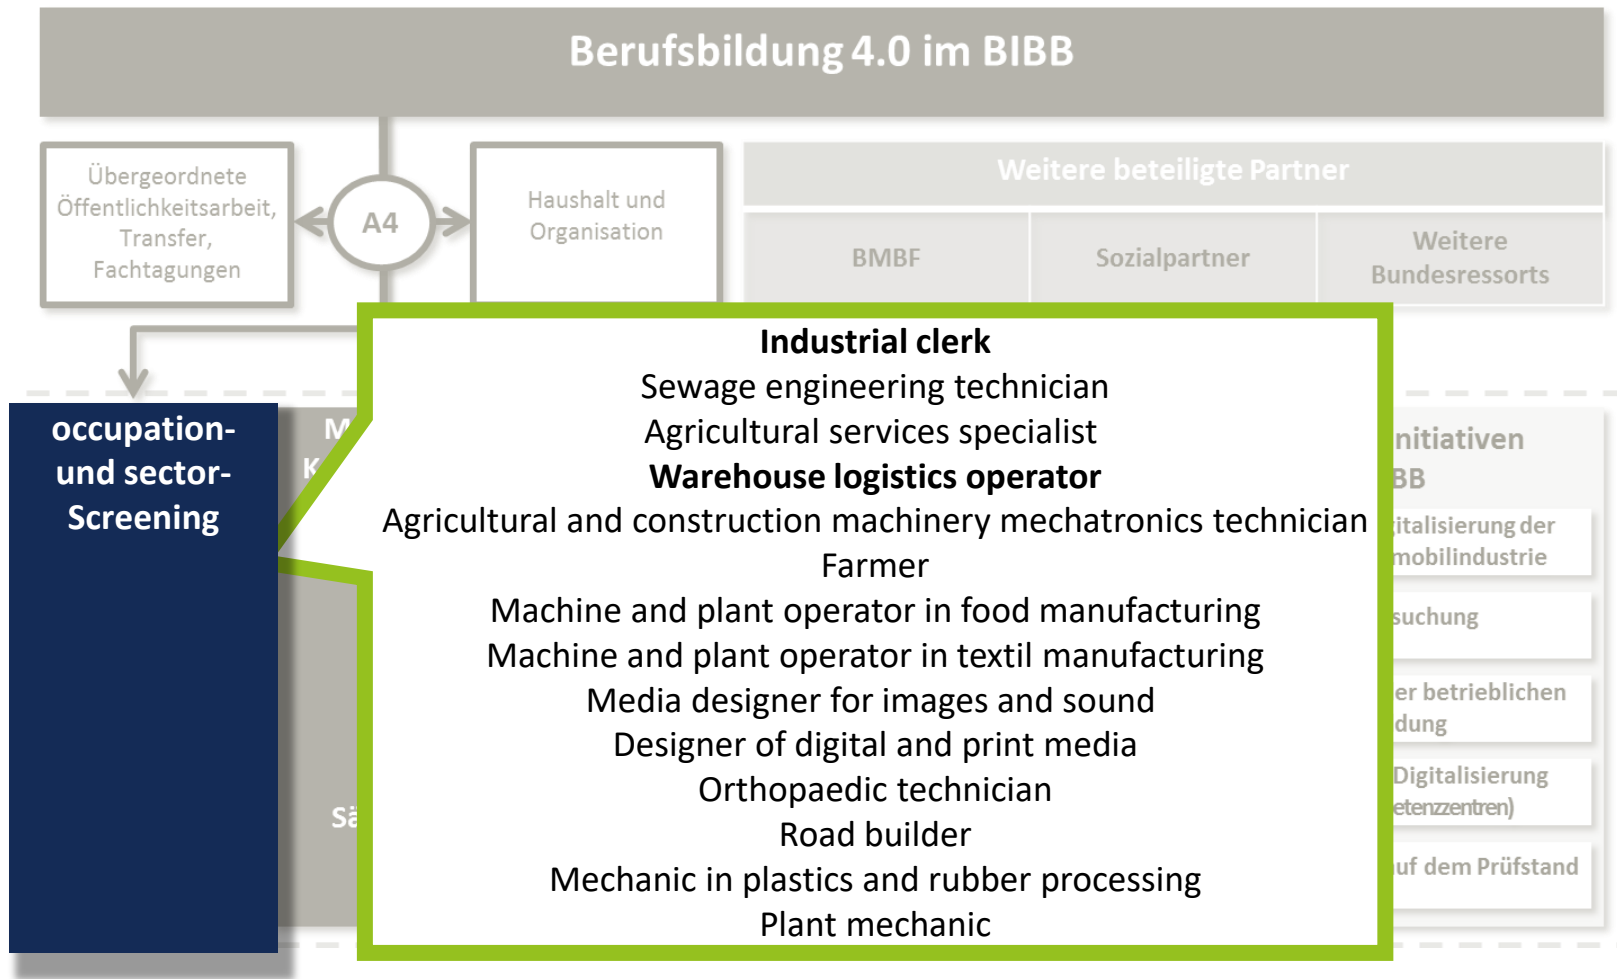 Berufsbildung 4.0 im BIBB
Übergeordnete
Öffentlichkeitsarbeit,
Transfer,
Fachtagungen
A4
Haushalt und
Organisation
Weitere beteiligte Partner
BMBF
Sozialpartner
Weitere
Bundesressorts
occupation-
und sector-
Screening
M
K
Sä
Industrial clerk
Sewage engineering technician
Agricultural services specialist
Warehouse logistics operator
Agricultural and construction machinery mechatronics technician
Farmer
Machine and plant operator in food manufacturing
Machine and plant operator in textil manufacturing
Media designer for images and sound
Designer of digital and print media
Orthopaedic technician
Road builder
Mechanic in plastics and rubber processing
Plant mechanic
nitiativen
BB
gitalisierung der
mobilindustrie
suchung
er betrieblichen
dung
Digitalisierung
etenzzentren)
uf dem Prüfstand